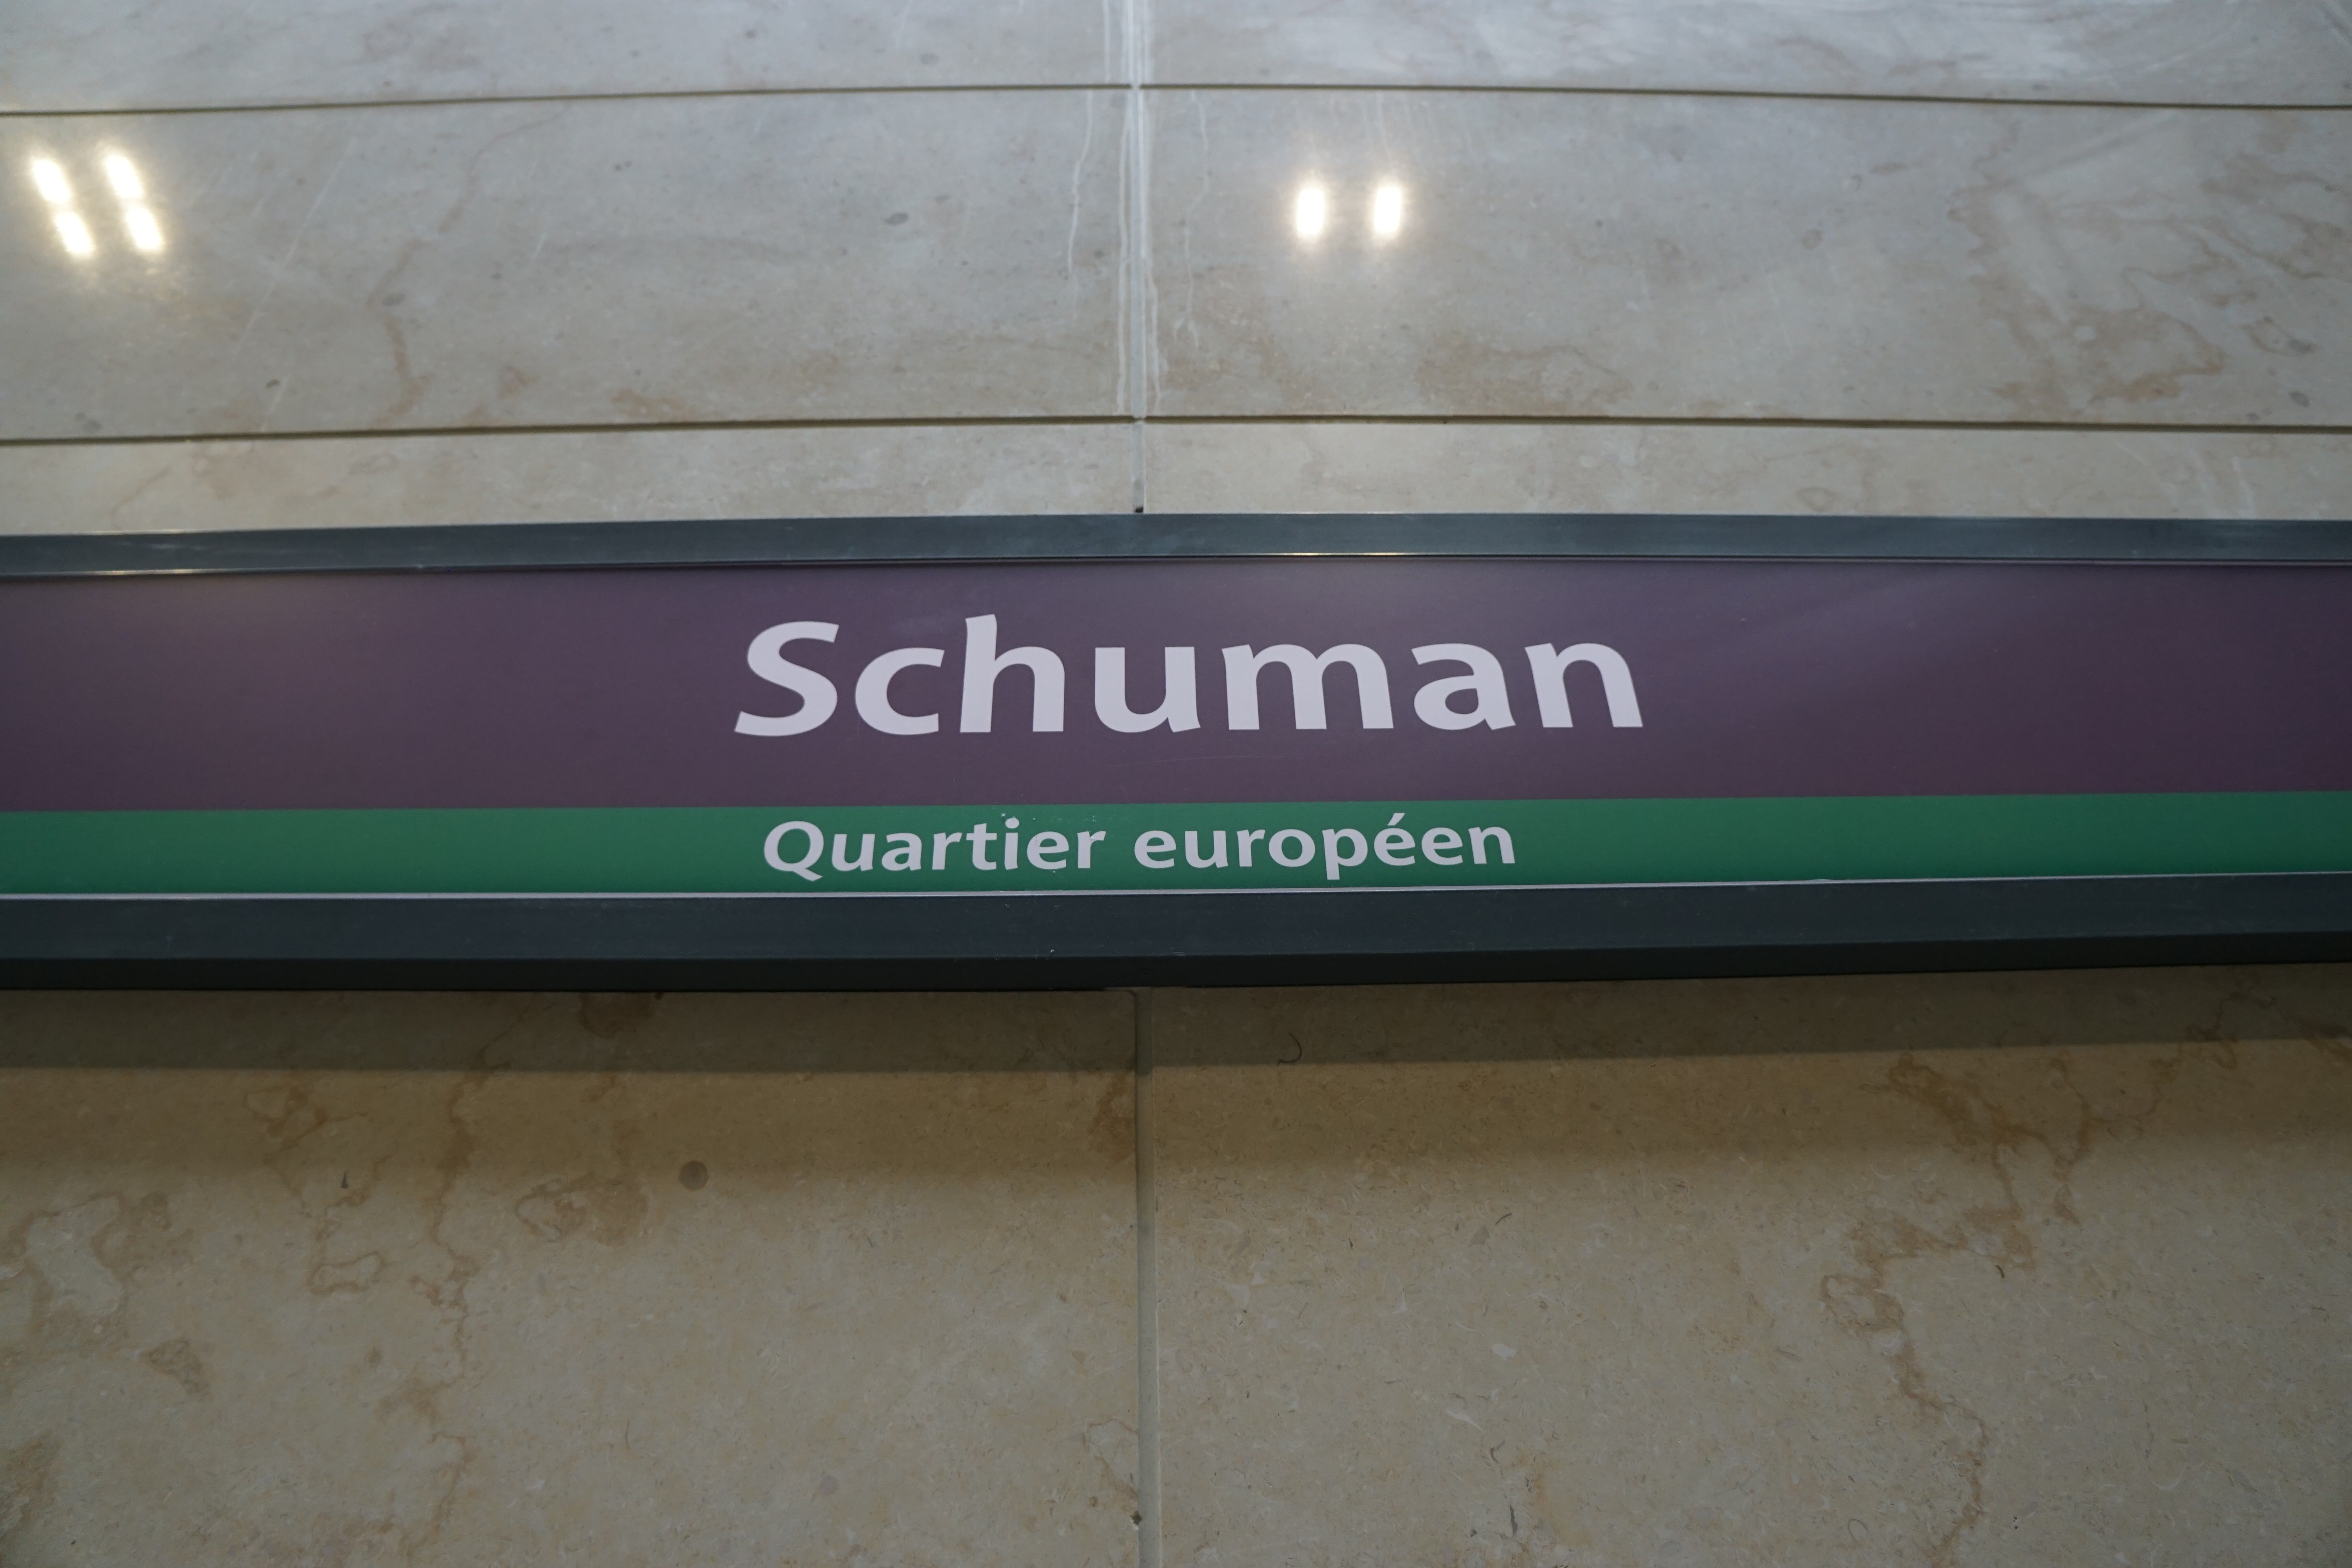 Schuman
Quartier européen